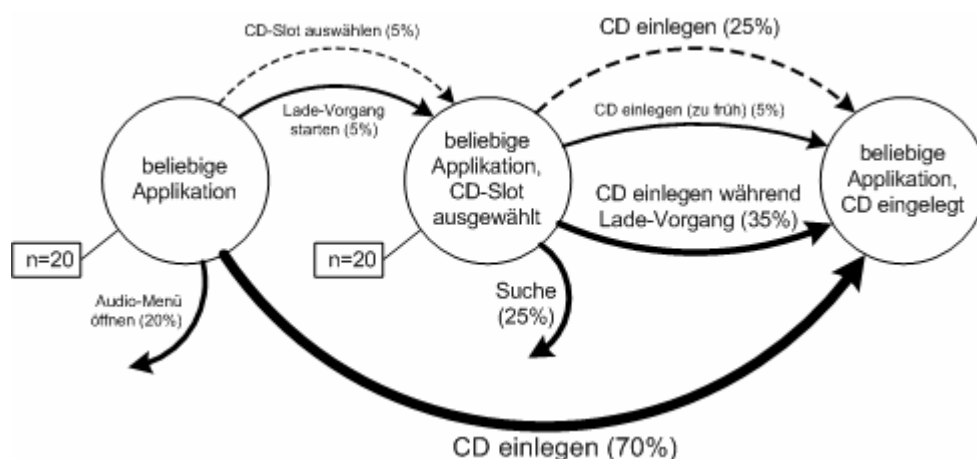 CD-Slot auswählen (5%)
CD einlegen (25%)
Lade-Vorgang
starten (5%)
CD einlegen (zu früh) (5%)
beliebige
Applikation
beliebige
Applikation,
CD-Slot
ausgewählt
beliebige
Applikation,
CD eingelegt
CD einlegen während
Lade-Vorgang (35%)
n=20
n=20
Audio-Menü
öffnen (20%)
Suche
(25%)
CD einlegen (70%)